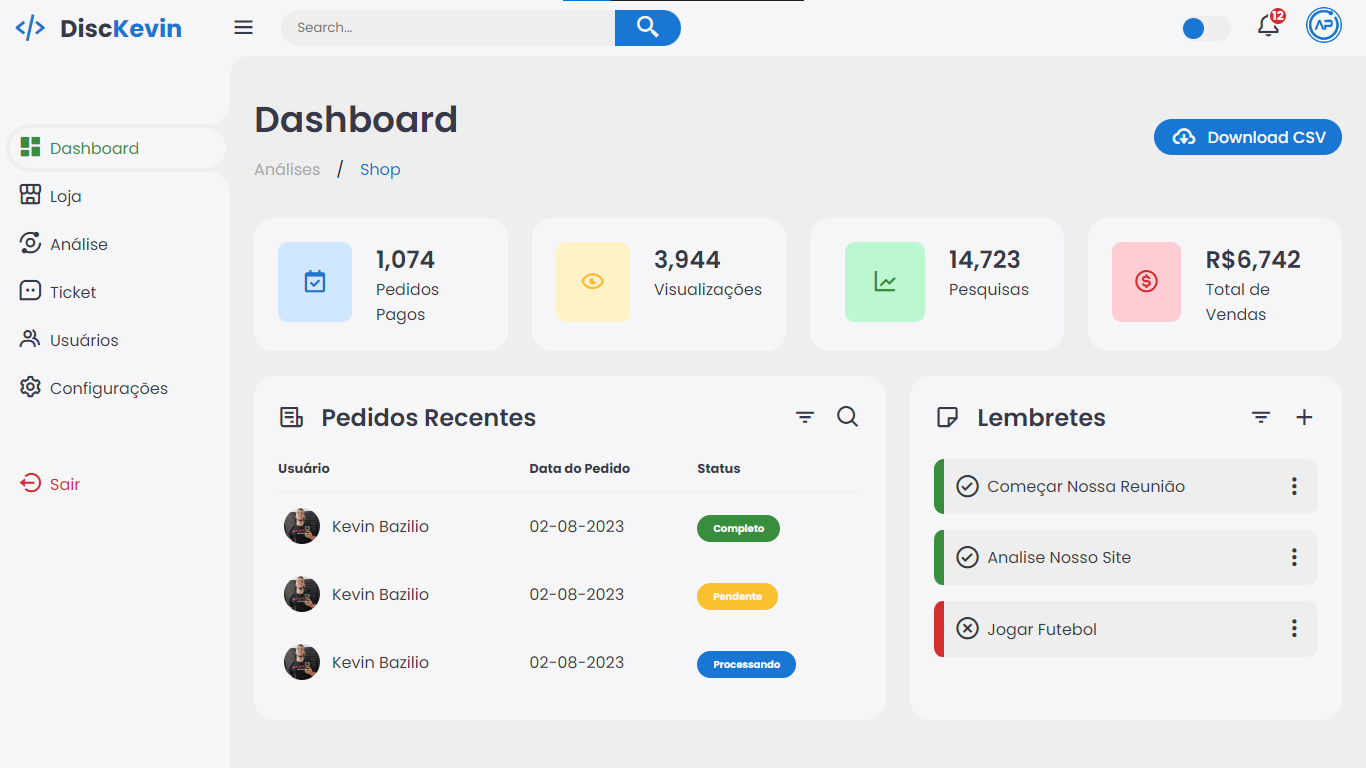 DiscKevin
Search...
12
AP
Dashboard
Loja
Análise
Ticket
Usuários
Configurações
Sair
Dashboard
Análises / Shop
Download CSV
1,074
Pedidos
Pagos
3,944
Visualizações
14,723
Pesquisas
R$6,742
Total de
Vendas
Pedidos Recentes
Usuário Data do Pedido Status
Kevin Bazilio 02-08-2023 Completo
Kevin Bazilio 02-08-2023 Pendente
Kevin Bazilio 02-08-2023 Processando
Lembretes
Começar Nossa Reunião
Analise Nosso Site
Jogar Futebol